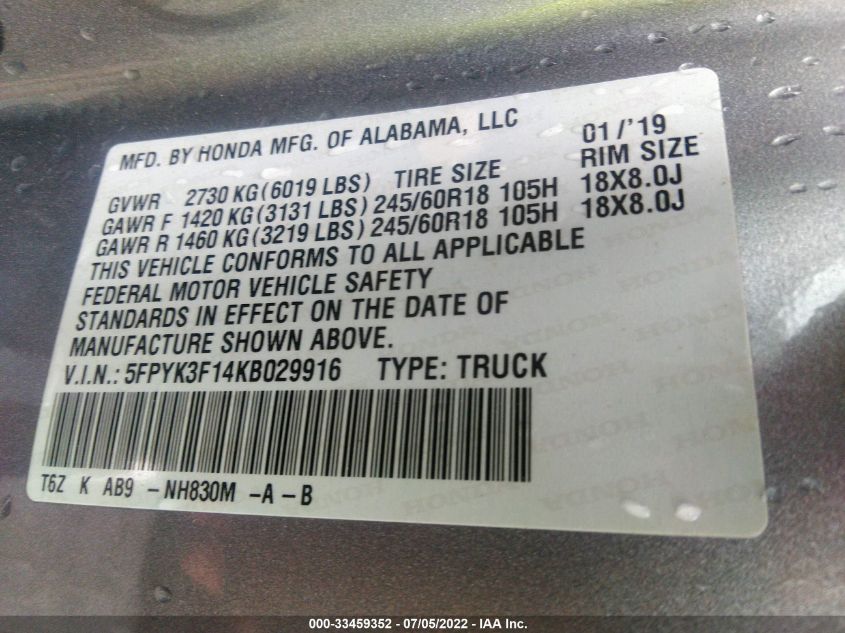 MFD. BY HONDA MFG. OF ALABAMA, LLC 01/'19
GVWR 2730 KG(6019 LBS) TIRE SIZE RIM SIZE
GAWR F 1420 KG(3131 LBS) 245/60R18 105H 18X8.0J
GAWR R 1460 KG(3219 LBS) 245/60R18 105H 18X8.0J
THIS VEHICLE CONFORMS TO ALL APPLICABLE
FEDERAL MOTOR VEHICLE SAFETY
STANDARDS IN EFFECT ON THE DATE OF
MANUFACTURE SHOWN ABOVE.
V.I.N.: 5FPYK3F14KB029916 TYPE: TRUCK
T6Z K AB9 -NH830M -A-B
000-33459352 - 07/05/2022 - IAA Inc.